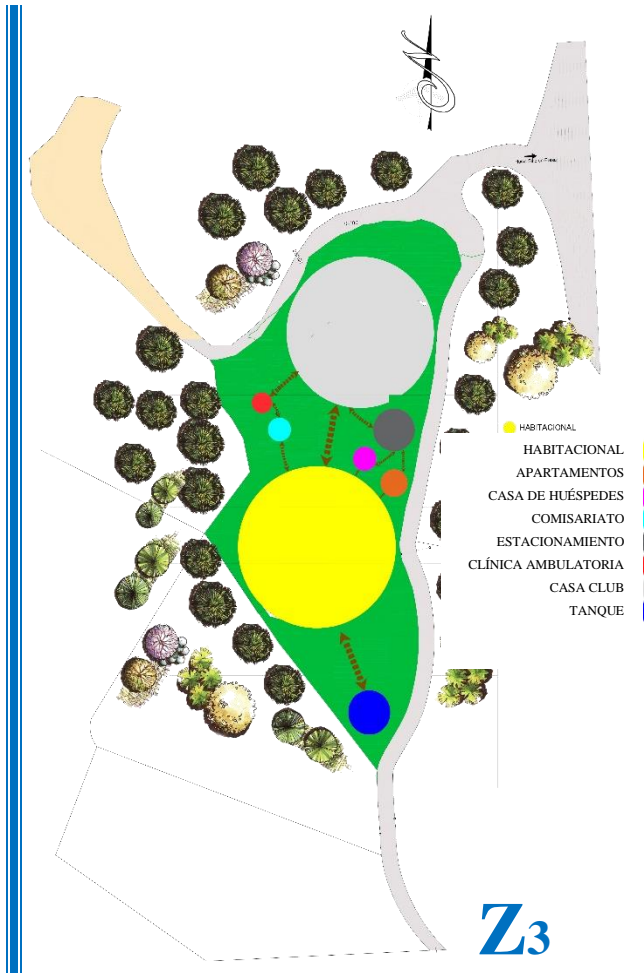 N
HABITACIONAL
HABITACIONAL
APARTAMENTOS
CASA DE HUÉSPEDES
COMISARIATO
ESTACIONAMIENTO
CLÍNICA AMBULATORIA
CASA CLUB
TANQUE
Z3